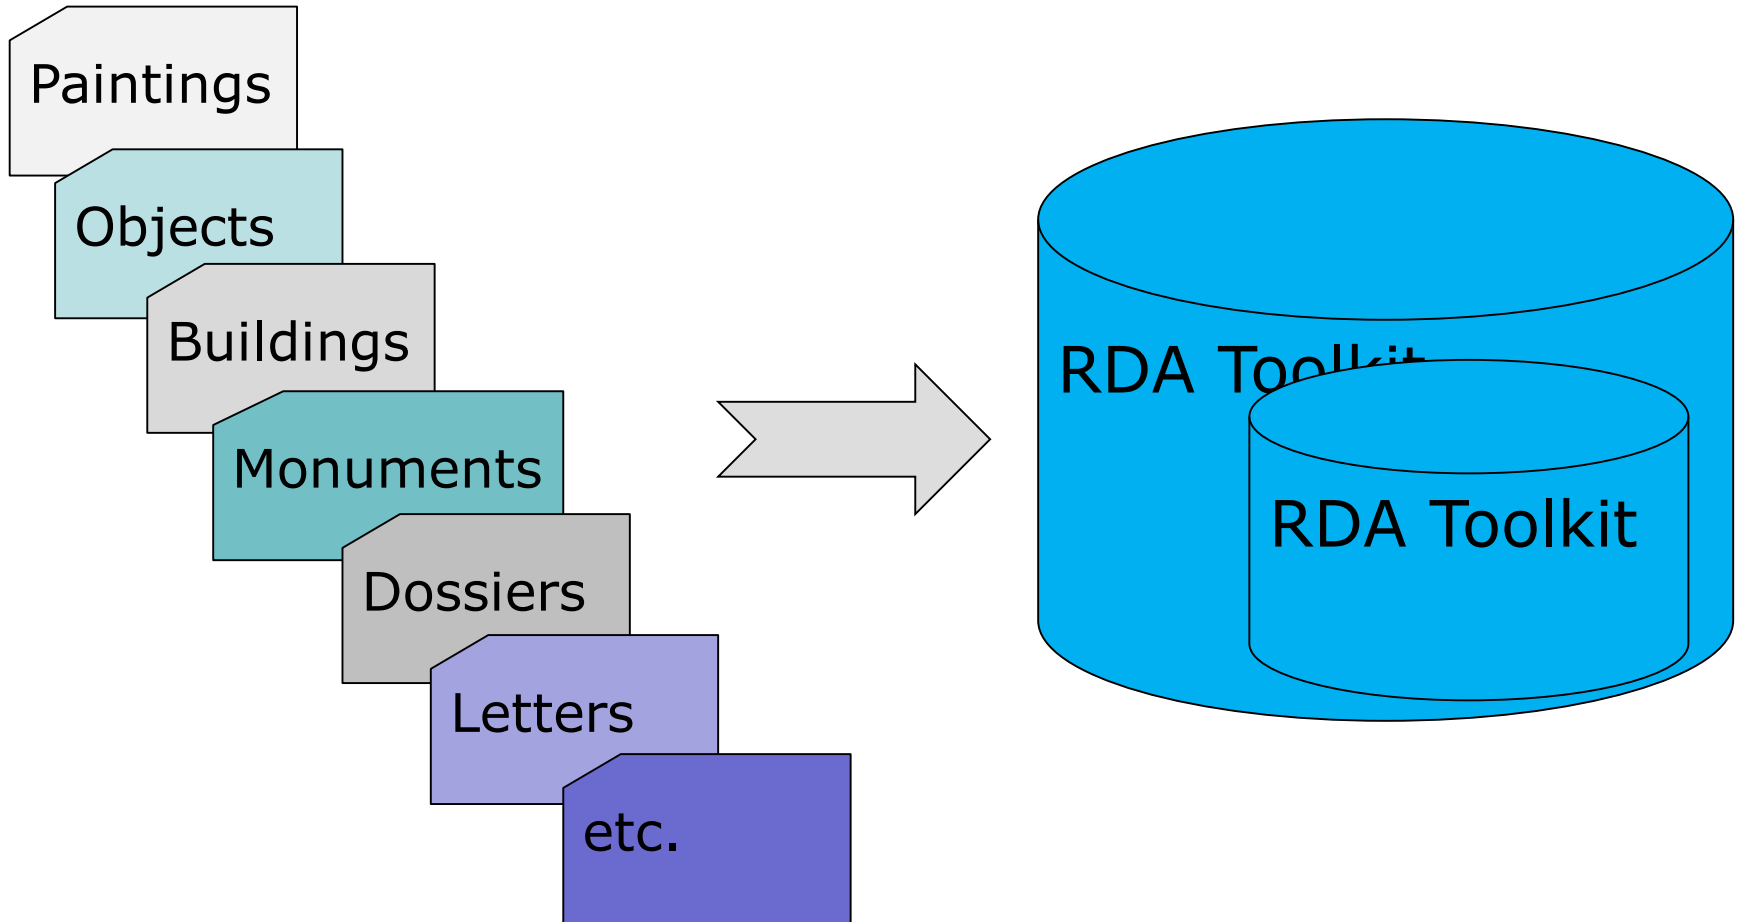 Paintings
Objects
Buildings
Monuments
Dossiers
Letters
etc.
RDA Toolkit
RDA Toolkit